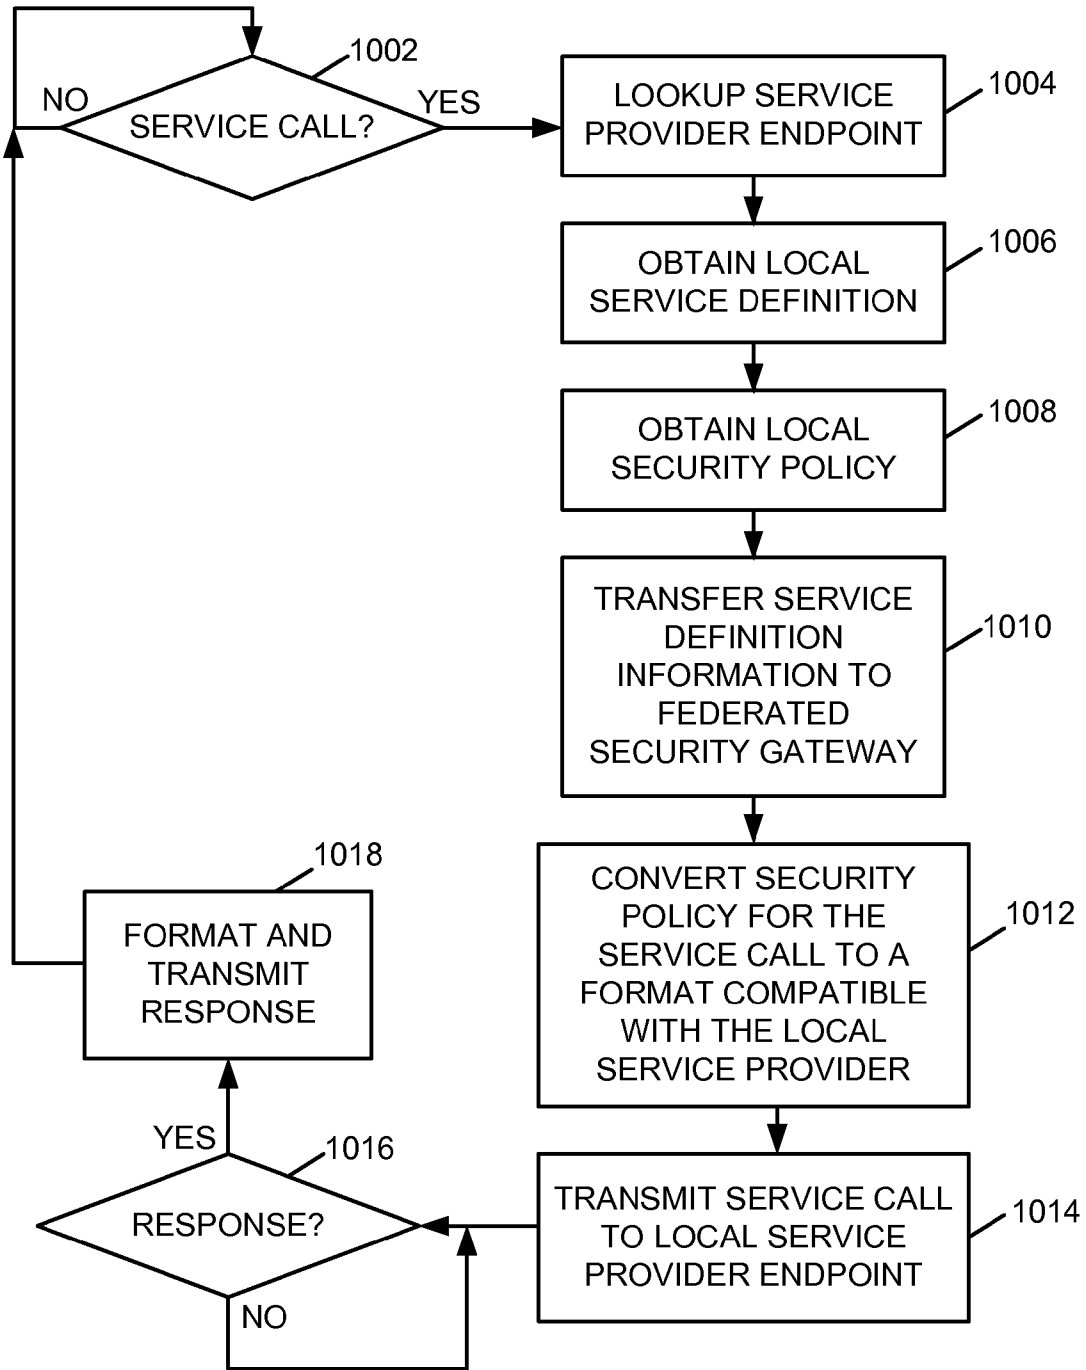 1002
NO
YES
SERVICE CALL?
1004
LOOKUP SERVICE
PROVIDER ENDPOINT
1006
OBTAIN LOCAL
SERVICE DEFINITION
1008
OBTAIN LOCAL
SECURITY POLICY
1010
TRANSFER SERVICE
DEFINITION
INFORMATION TO
FEDERATED
SECURITY GATEWAY
1012
CONVERT SECURITY
POLICY FOR THE
SERVICE CALL TO A
FORMAT COMPATIBLE
WITH THE LOCAL
SERVICE PROVIDER
1014
TRANSMIT SERVICE CALL
TO LOCAL SERVICE
PROVIDER ENDPOINT
1016
RESPONSE?
NO
YES
1018
FORMAT AND
TRANSMIT
RESPONSE